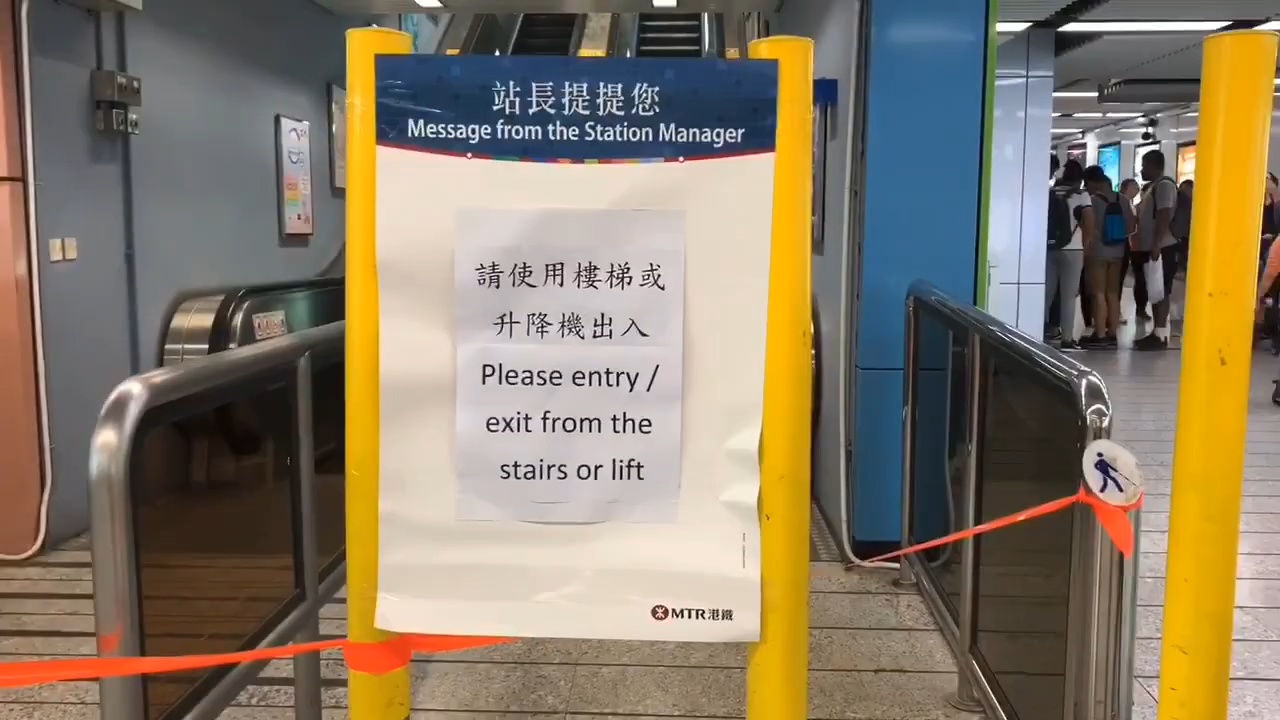 站長提提您
Message from the Station Manager
請使用樓梯或
升降機出入
Please entry /
exit from the
stairs or lift
MTR港鐵